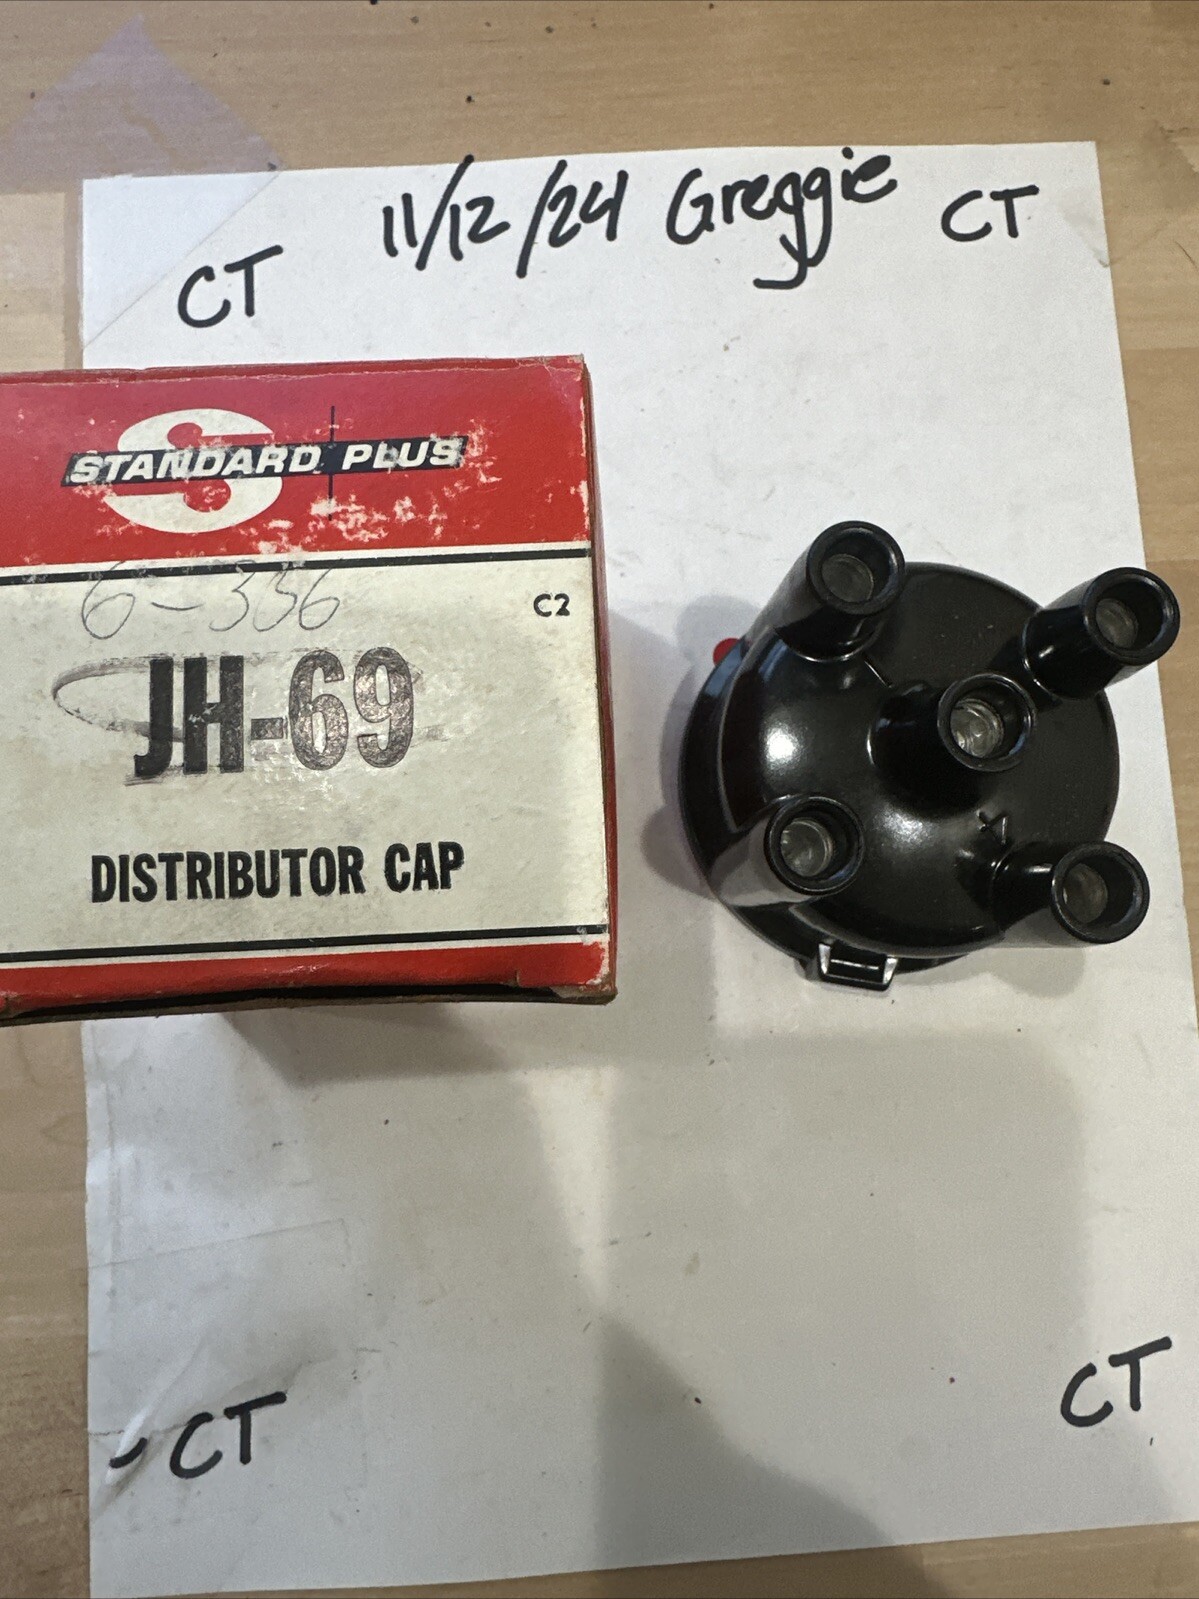 11/12/24 Greggie
CT
CT
STANDARD PLUS
6-336
C2
JH-69
DISTRIBUTOR CAP
CT
CT